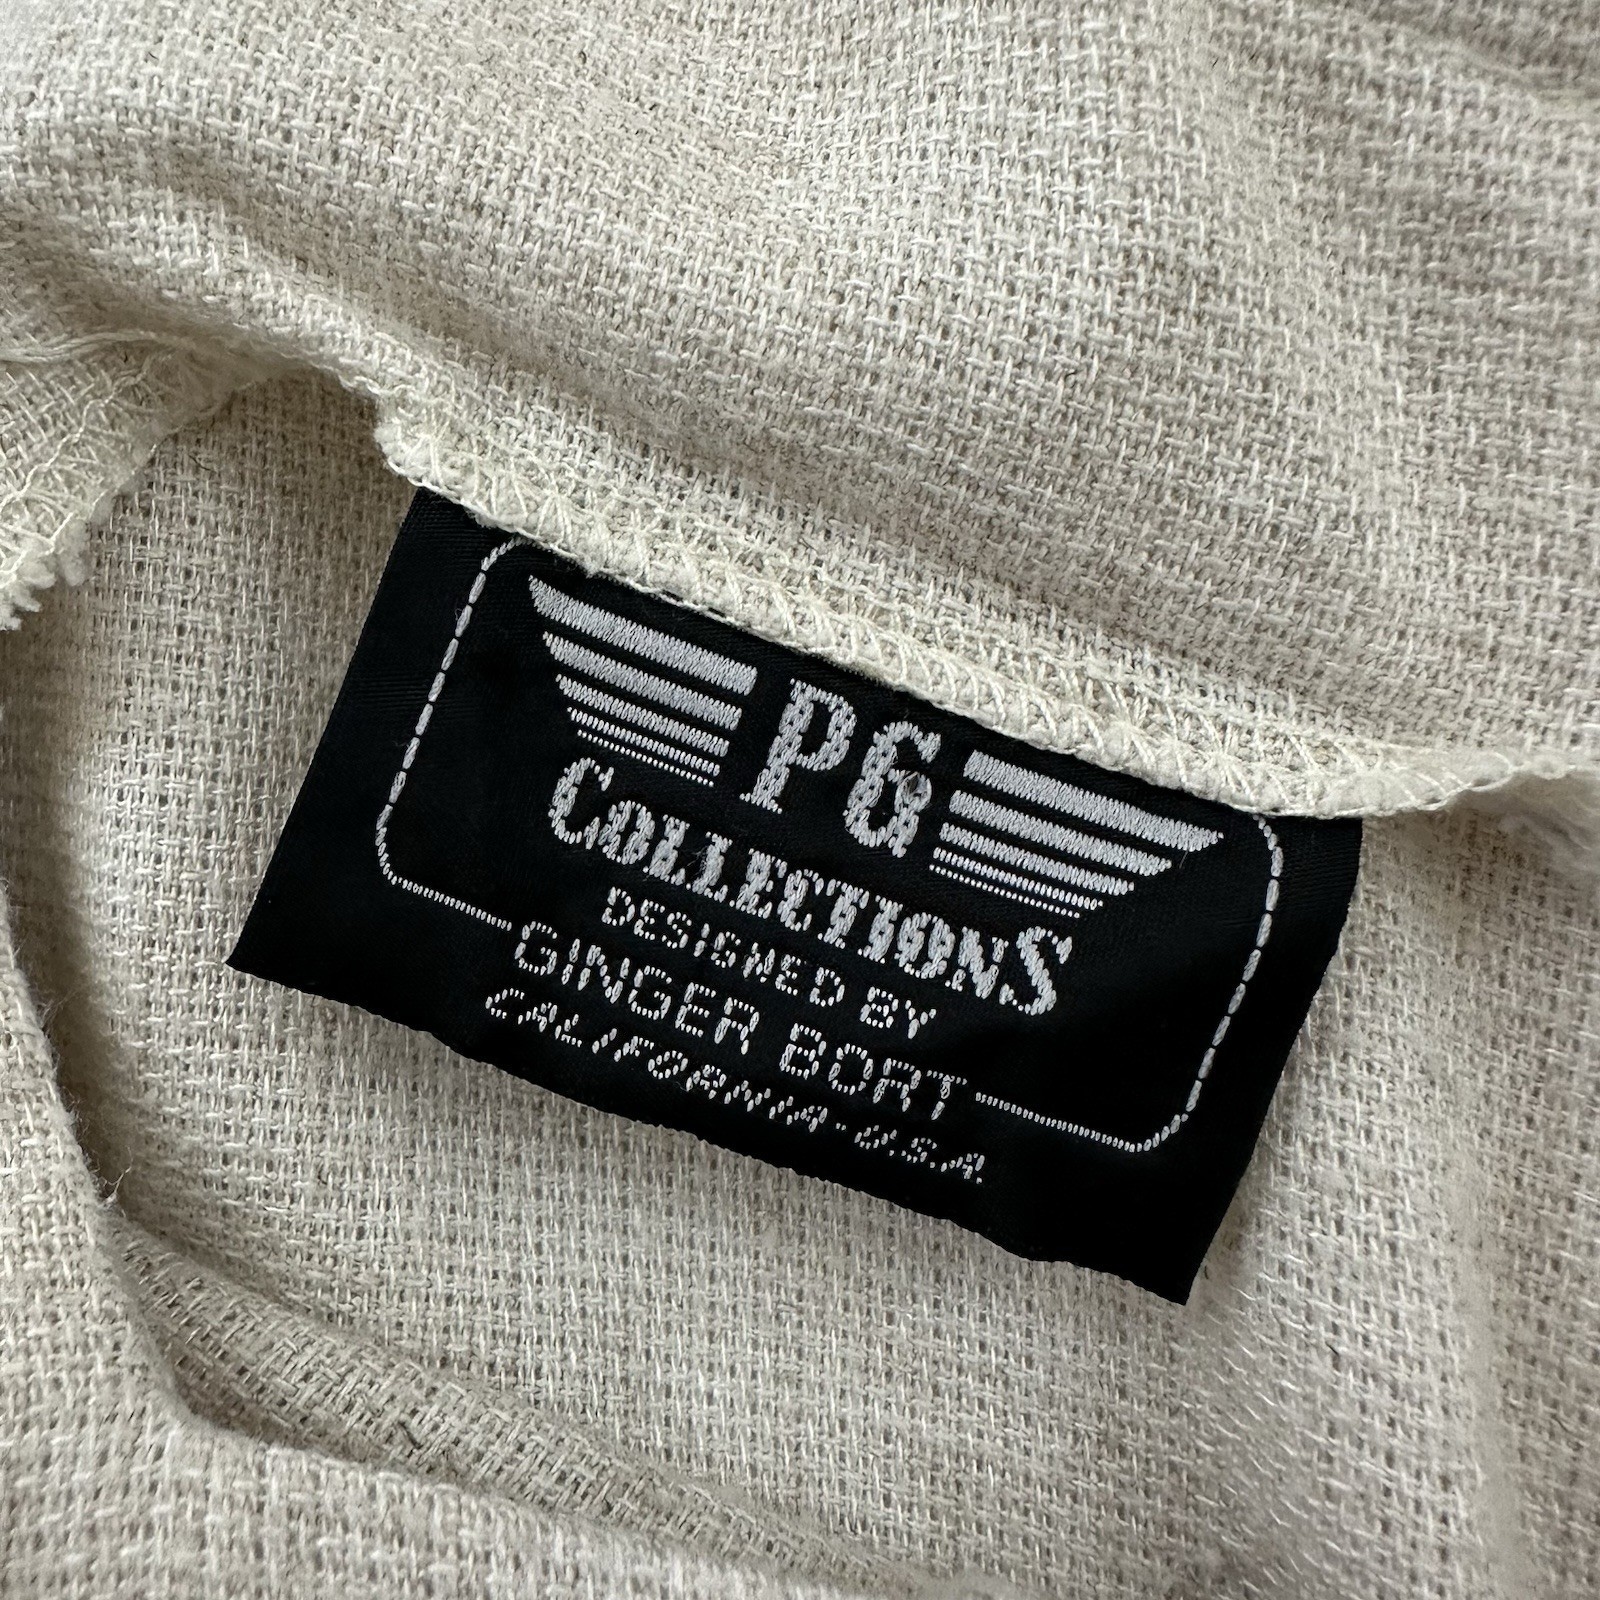 PG
COLLECTIONS
DESIGNED BY
GINGER BORT
CALIFORNIA-U.S.A.